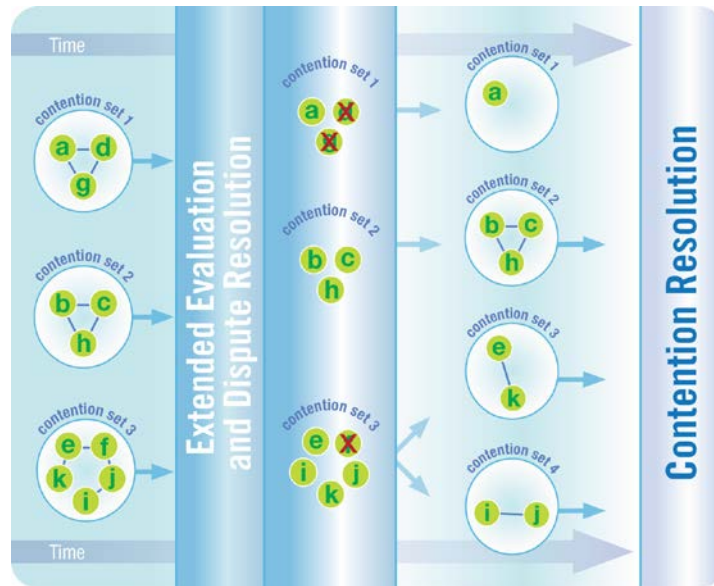 Time
contention set 1
a
d
g
contention set 2
b
c
h
contention set 3
e
f
k
j
i
Extended Evaluation
and Dispute Resolution
contention set 1
a
contention set 2
b
c
h
contention set 3
e
i
j
k
contention set 1
a
contention set 2
b
c
h
contention set 3
e
k
contention set 4
i
j
Contention Resolution
Time